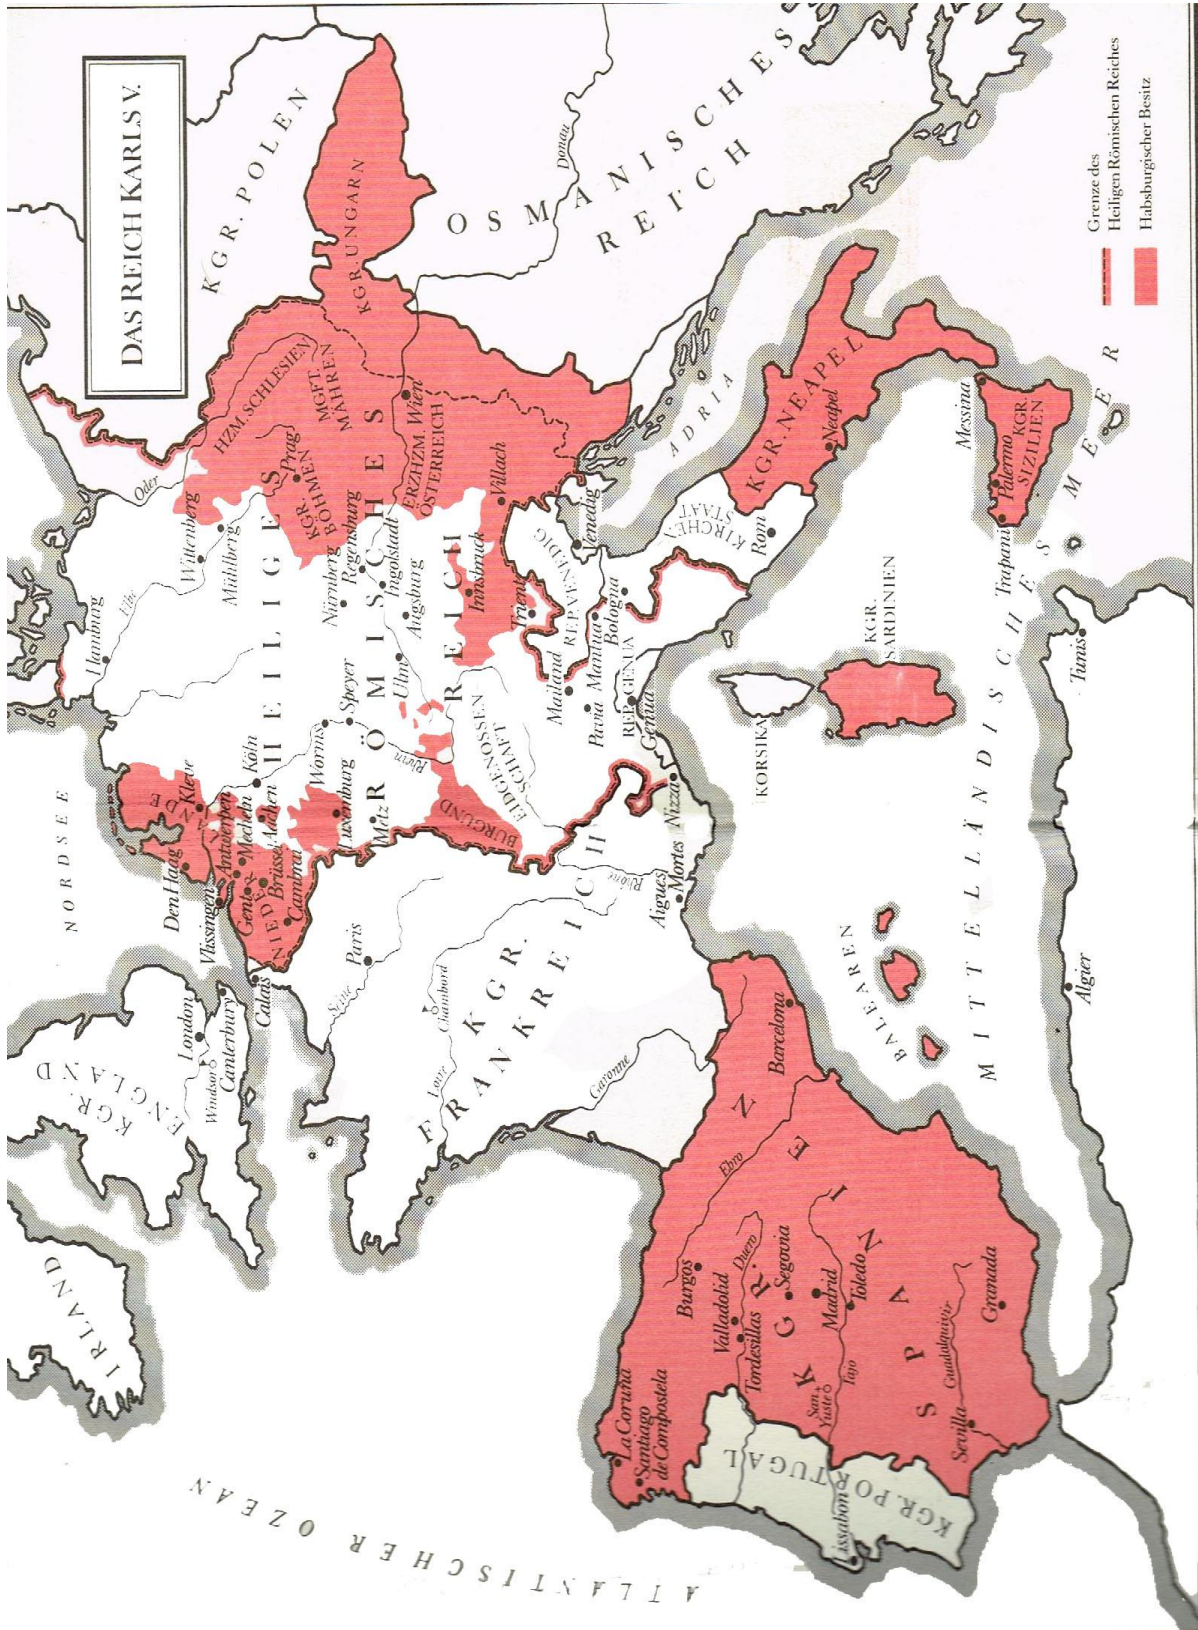 DAS REICH KARLS V.
Grenze des
Heiligen Römischen Reiches
Habsburgischer Besitz
IRLAND
KGR.
ENGLAND
Windsor
London
Canterbury
NORDSEE
ATLANTISCHER OZEAN
Calais
Den Haag
Vlissingen
NIEDERLANDE
Kleve
Antwerpen
Gent
Mecheln
Brüssel
Cambrai
Aachen
Köln
Luxemburg
Metz
Worms
Speyer
Hamburg
Elbe
Oder
Wittenberg
Mühlberg
HEILIGES
RÖMISCHES
REICH
Nürnberg
Regensburg
Ingolstadt
Augsburg
Ulm
Rhein
HZM. SCHLESIEN
MGFT.
MÄHREN
Prag
KGR.
BÖHMEN
Wien
ERZHZM.
ÖSTERREICH
Villach
Innsbruck
Trient
KGR. POLEN
KGR. UNGARN
Donau
OSMANISCHES
REICH
BURGUND
EIDGENOSSEN
SCHAFT
Mailand
Pavia
Mantua
Bologna
REP. VENEDIG
Venedig
REP. GENUA
Genua
Nizza
ADRIA
KIRCHEN
STAAT
Rom
KGR. NEAPEL
Neapel
Messina
Palermo
KGR.
SIZILIEN
Trapani
Paris
Seine
Chambord
Loire
KGR.
FRANKREICH
Garonne
Rhône
Aigues
Mortes
KORSIKA
KGR.
SARDINIEN
BALEAREN
MITTELLÄNDISCHES MEER
Tunis
Algier
Barcelona
Ebro
KGR.
SPANIEN
Burgos
Valladolid
Tordesillas
Duero
Segovia
Madrid
Toledo
San
Yuste
Tajo
Guadalquivir
Granada
Sevilla
La Coruña
Santiago
de Compostela
KGR. PORTUGAL
Lissabon